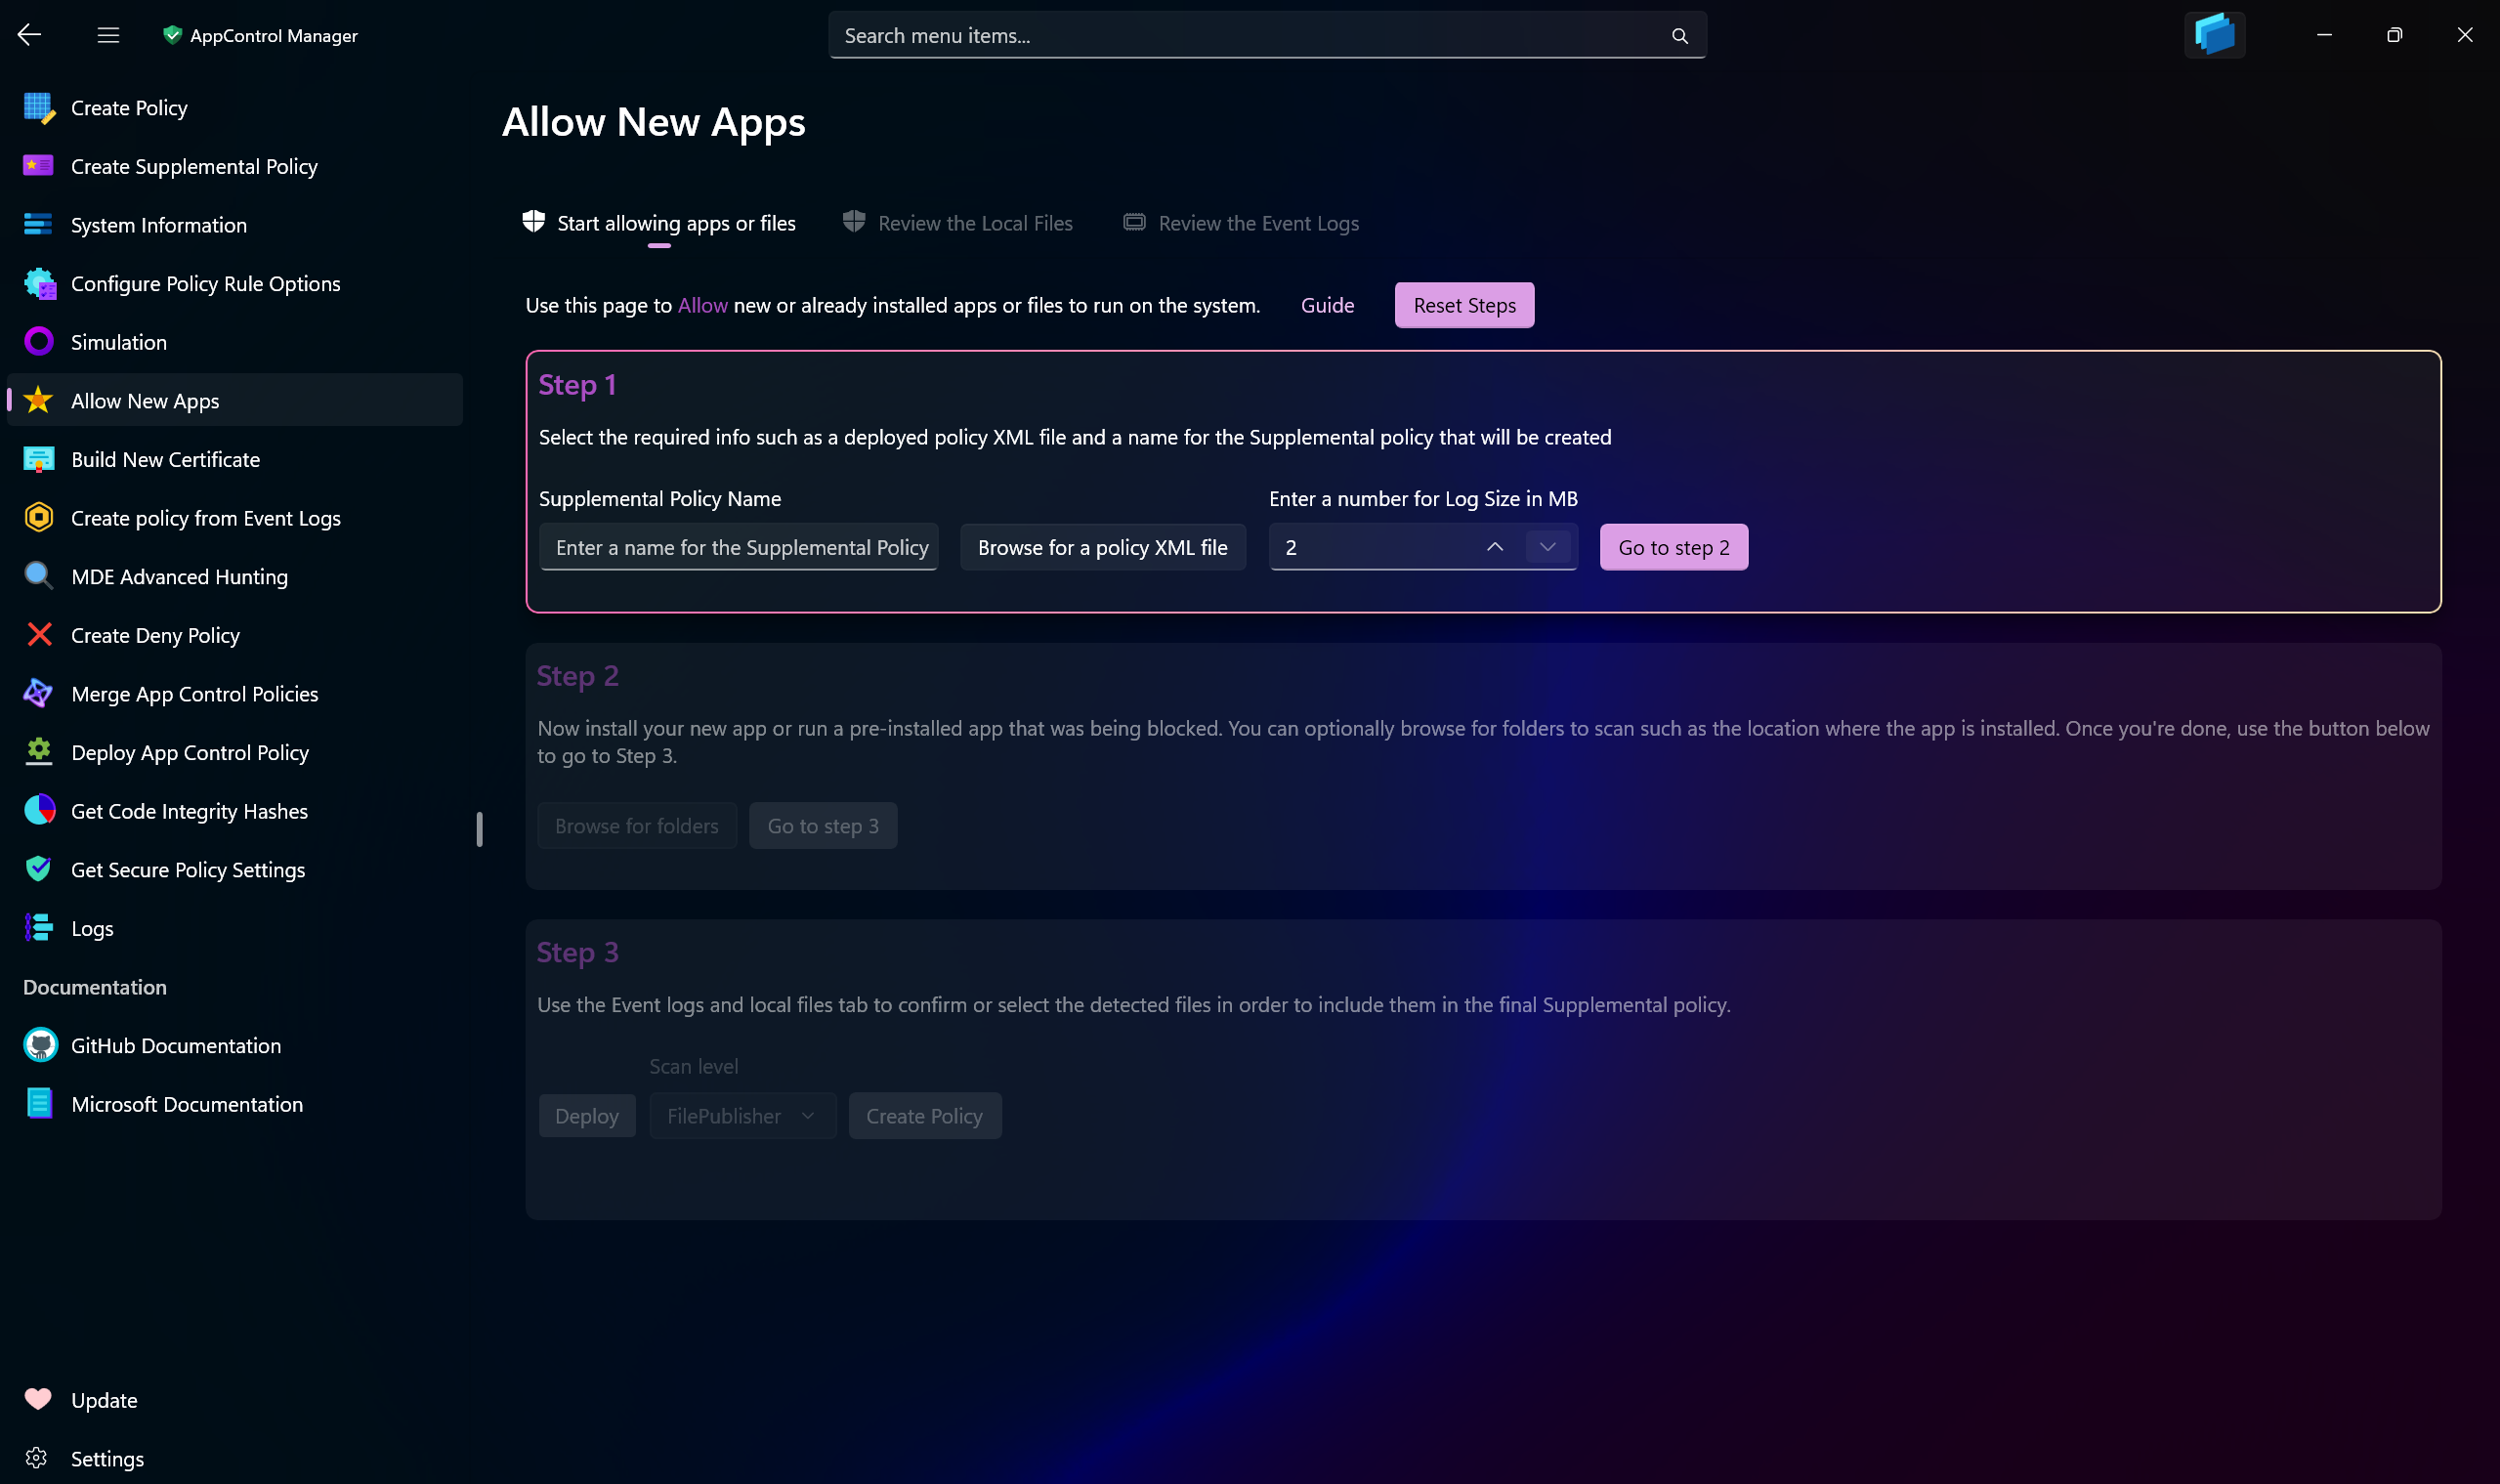 AppControl Manager
Search menu items...
Create Policy
Create Supplemental Policy
System Information
Configure Policy Rule Options
Simulation
Allow New Apps
Build New Certificate
Create policy from Event Logs
MDE Advanced Hunting
Create Deny Policy
Merge App Control Policies
Deploy App Control Policy
Get Code Integrity Hashes
Get Secure Policy Settings
Logs
Documentation
GitHub Documentation
Microsoft Documentation
Update
Settings
Allow New Apps
Start allowing apps or files
Review the Local Files
Review the Event Logs
Use this page to Allow new or already installed apps or files to run on the system.
Guide
Reset Steps
Step 1
Select the required info such as a deployed policy XML file and a name for the Supplemental policy that will be created
Supplemental Policy Name
Enter a number for Log Size in MB
Enter a name for the Supplemental Policy
Browse for a policy XML file
2
Go to step 2
Step 2
Now install your new app or run a pre-installed app that was being blocked. You can optionally browse for folders to scan such as the location where the app is installed. Once you're done, use the button below
to go to Step 3.
Browse for folders
Go to step 3
Step 3
Use the Event logs and local files tab to confirm or select the detected files in order to include them in the final Supplemental policy.
Scan level
Deploy
FilePublisher
Create Policy